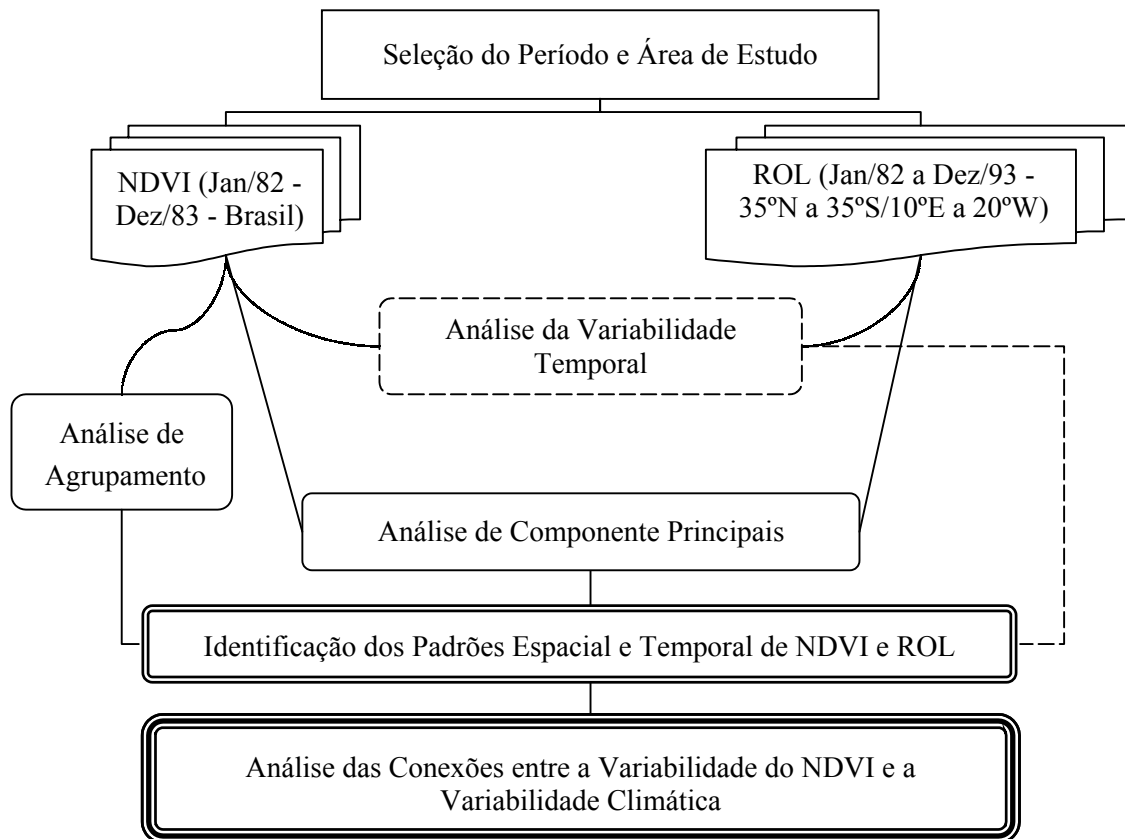 Seleção do Período e Área de Estudo
NDVI (Jan/82 -
Dez/83 - Brasil)
ROL (Jan/82 a Dez/93 -
35ºN a 35ºS/10ºE a 20ºW)
Análise da Variabilidade
Temporal
Análise de
Agrupamento
Análise de Componente Principais
Identificação dos Padrões Espacial e Temporal de NDVI e ROL
Análise das Conexões entre a Variabilidade do NDVI e a
Variabilidade Climática